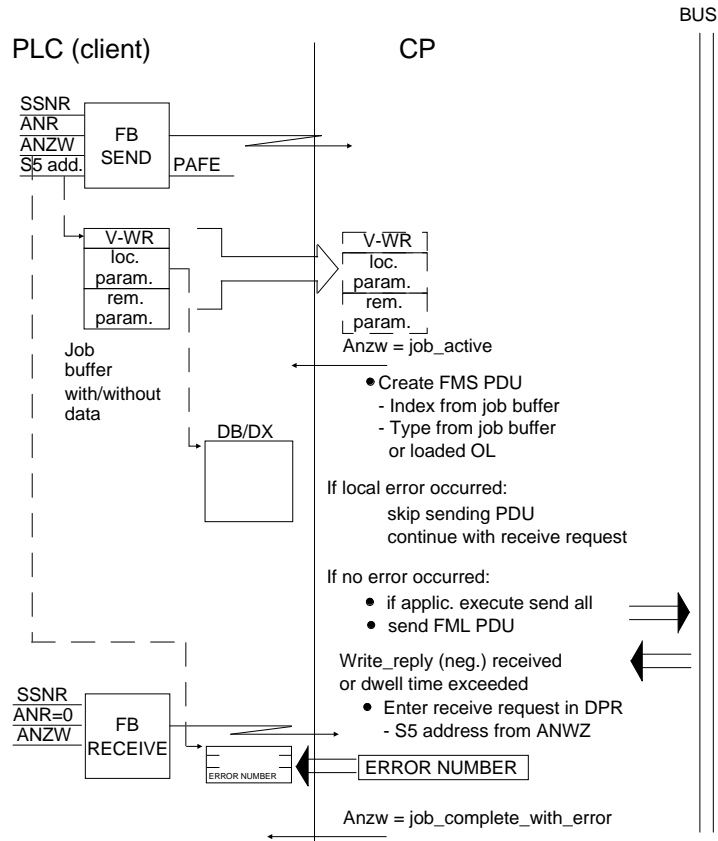 BUS
PLC (client)
CP
SSNR
ANR
ANZW
S5 add.
FB
SEND
PAFE
V-WR
loc.
param.
rem.
param.
V-WR
loc.
param.
rem.
param.
Job
buffer
with/without
data
Anzw = job_active
Create FMS PDU
- Index from job buffer
- Type from job buffer
or loaded OL
DB/DX
If local error occurred:
skip sending PDU
continue with receive request
If no error occurred:
if applic. execute send all
send FML PDU
Write_reply (neg.) received
or dwell time exceeded
Enter receive request in DPR
- S5 address from ANWZ
SSNR
ANR=0
ANZW
FB
RECEIVE
ERROR NUMBER
ERROR NUMBER
Anzw = job_complete_with_error